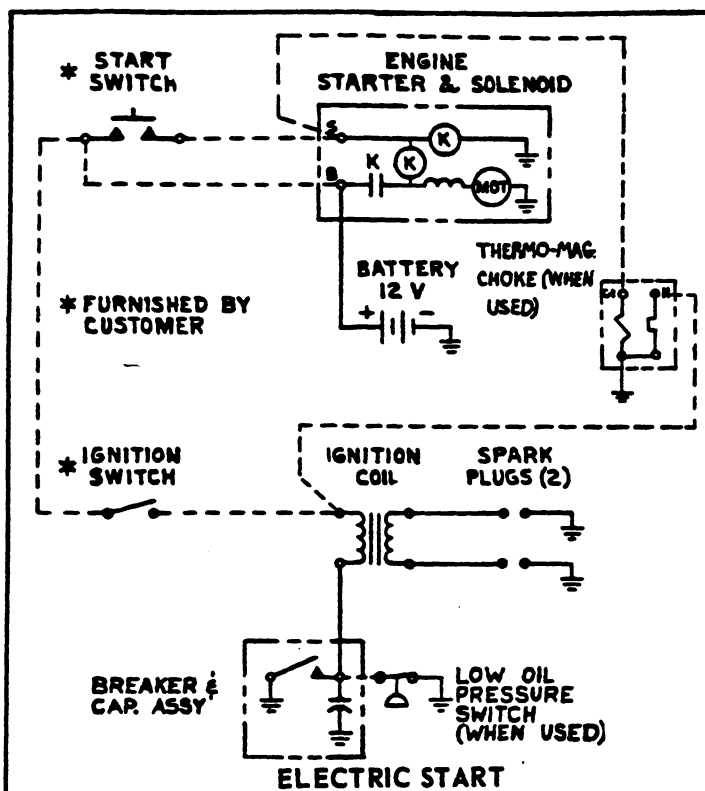 * START
SWITCH
ENGINE
STARTER & SOLENOID
S
K
K
K
B
MOT
THERMO-MAG.
CHOKE (WHEN
USED)
BATTERY
12 V
+ -
H
* FURNISHED BY
CUSTOMER
* IGNITION
SWITCH
IGNITION
COIL
SPARK
PLUGS (2)
BREAKER &
CAP. ASSY
LOW OIL
PRESSURE
SWITCH
(WHEN USED)
ELECTRIC START